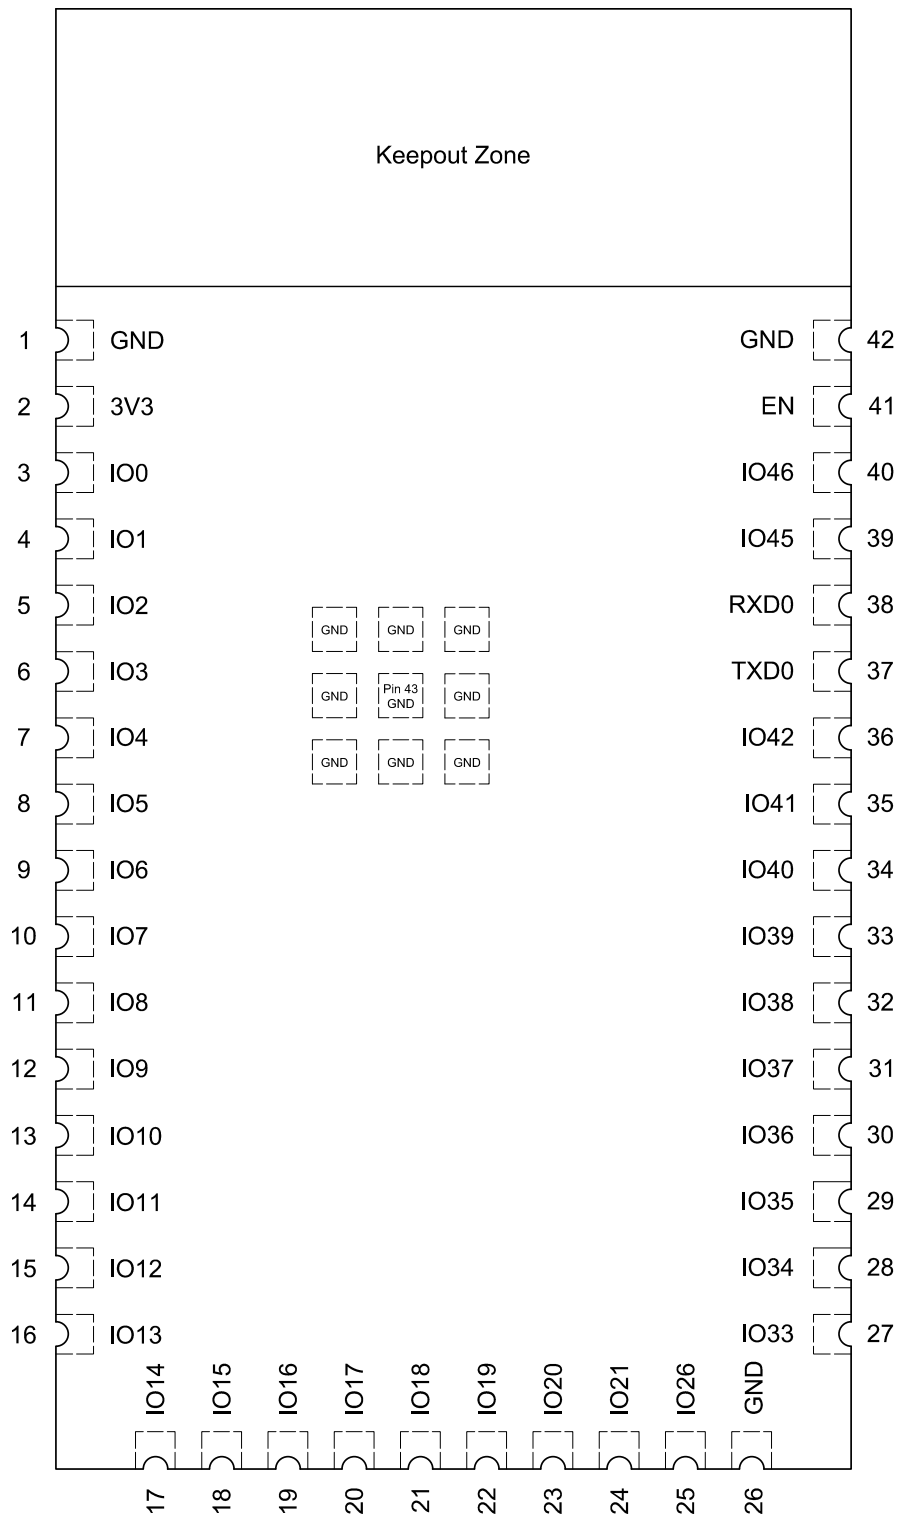 Keepout Zone
1 GND GND 42
2 3V3 EN 41
3 IO0 IO46 40
4 IO1 IO45 39
5 IO2 RXD0 38
GND GND GND
6 IO3 TXD0 37
GND Pin 43 GND GND
7 IO4 IO42 36
GND GND GND
8 IO5 IO41 35
9 IO6 IO40 34
10 IO7 IO39 33
11 IO8 IO38 32
12 IO9 IO37 31
13 IO10 IO36 30
14 IO11 IO35 29
15 IO12 IO34 28
16 IO13 IO33 27
IO14 IO15 IO16 IO17 IO18 IO19 IO20 IO21 IO26 GND
17 18 19 20 21 22 23 24 25 26